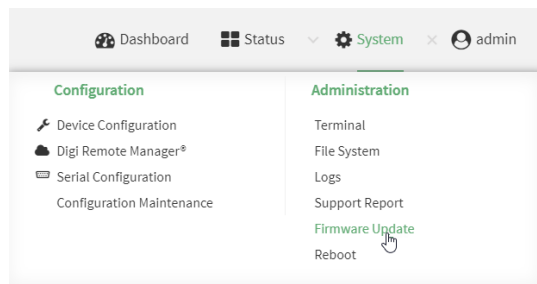 Dashboard Status System admin
Configuration
Device Configuration
Digi Remote Manager®
Serial Configuration
Configuration Maintenance
Administration
Terminal
File System
Logs
Support Report
Firmware Update
Reboot